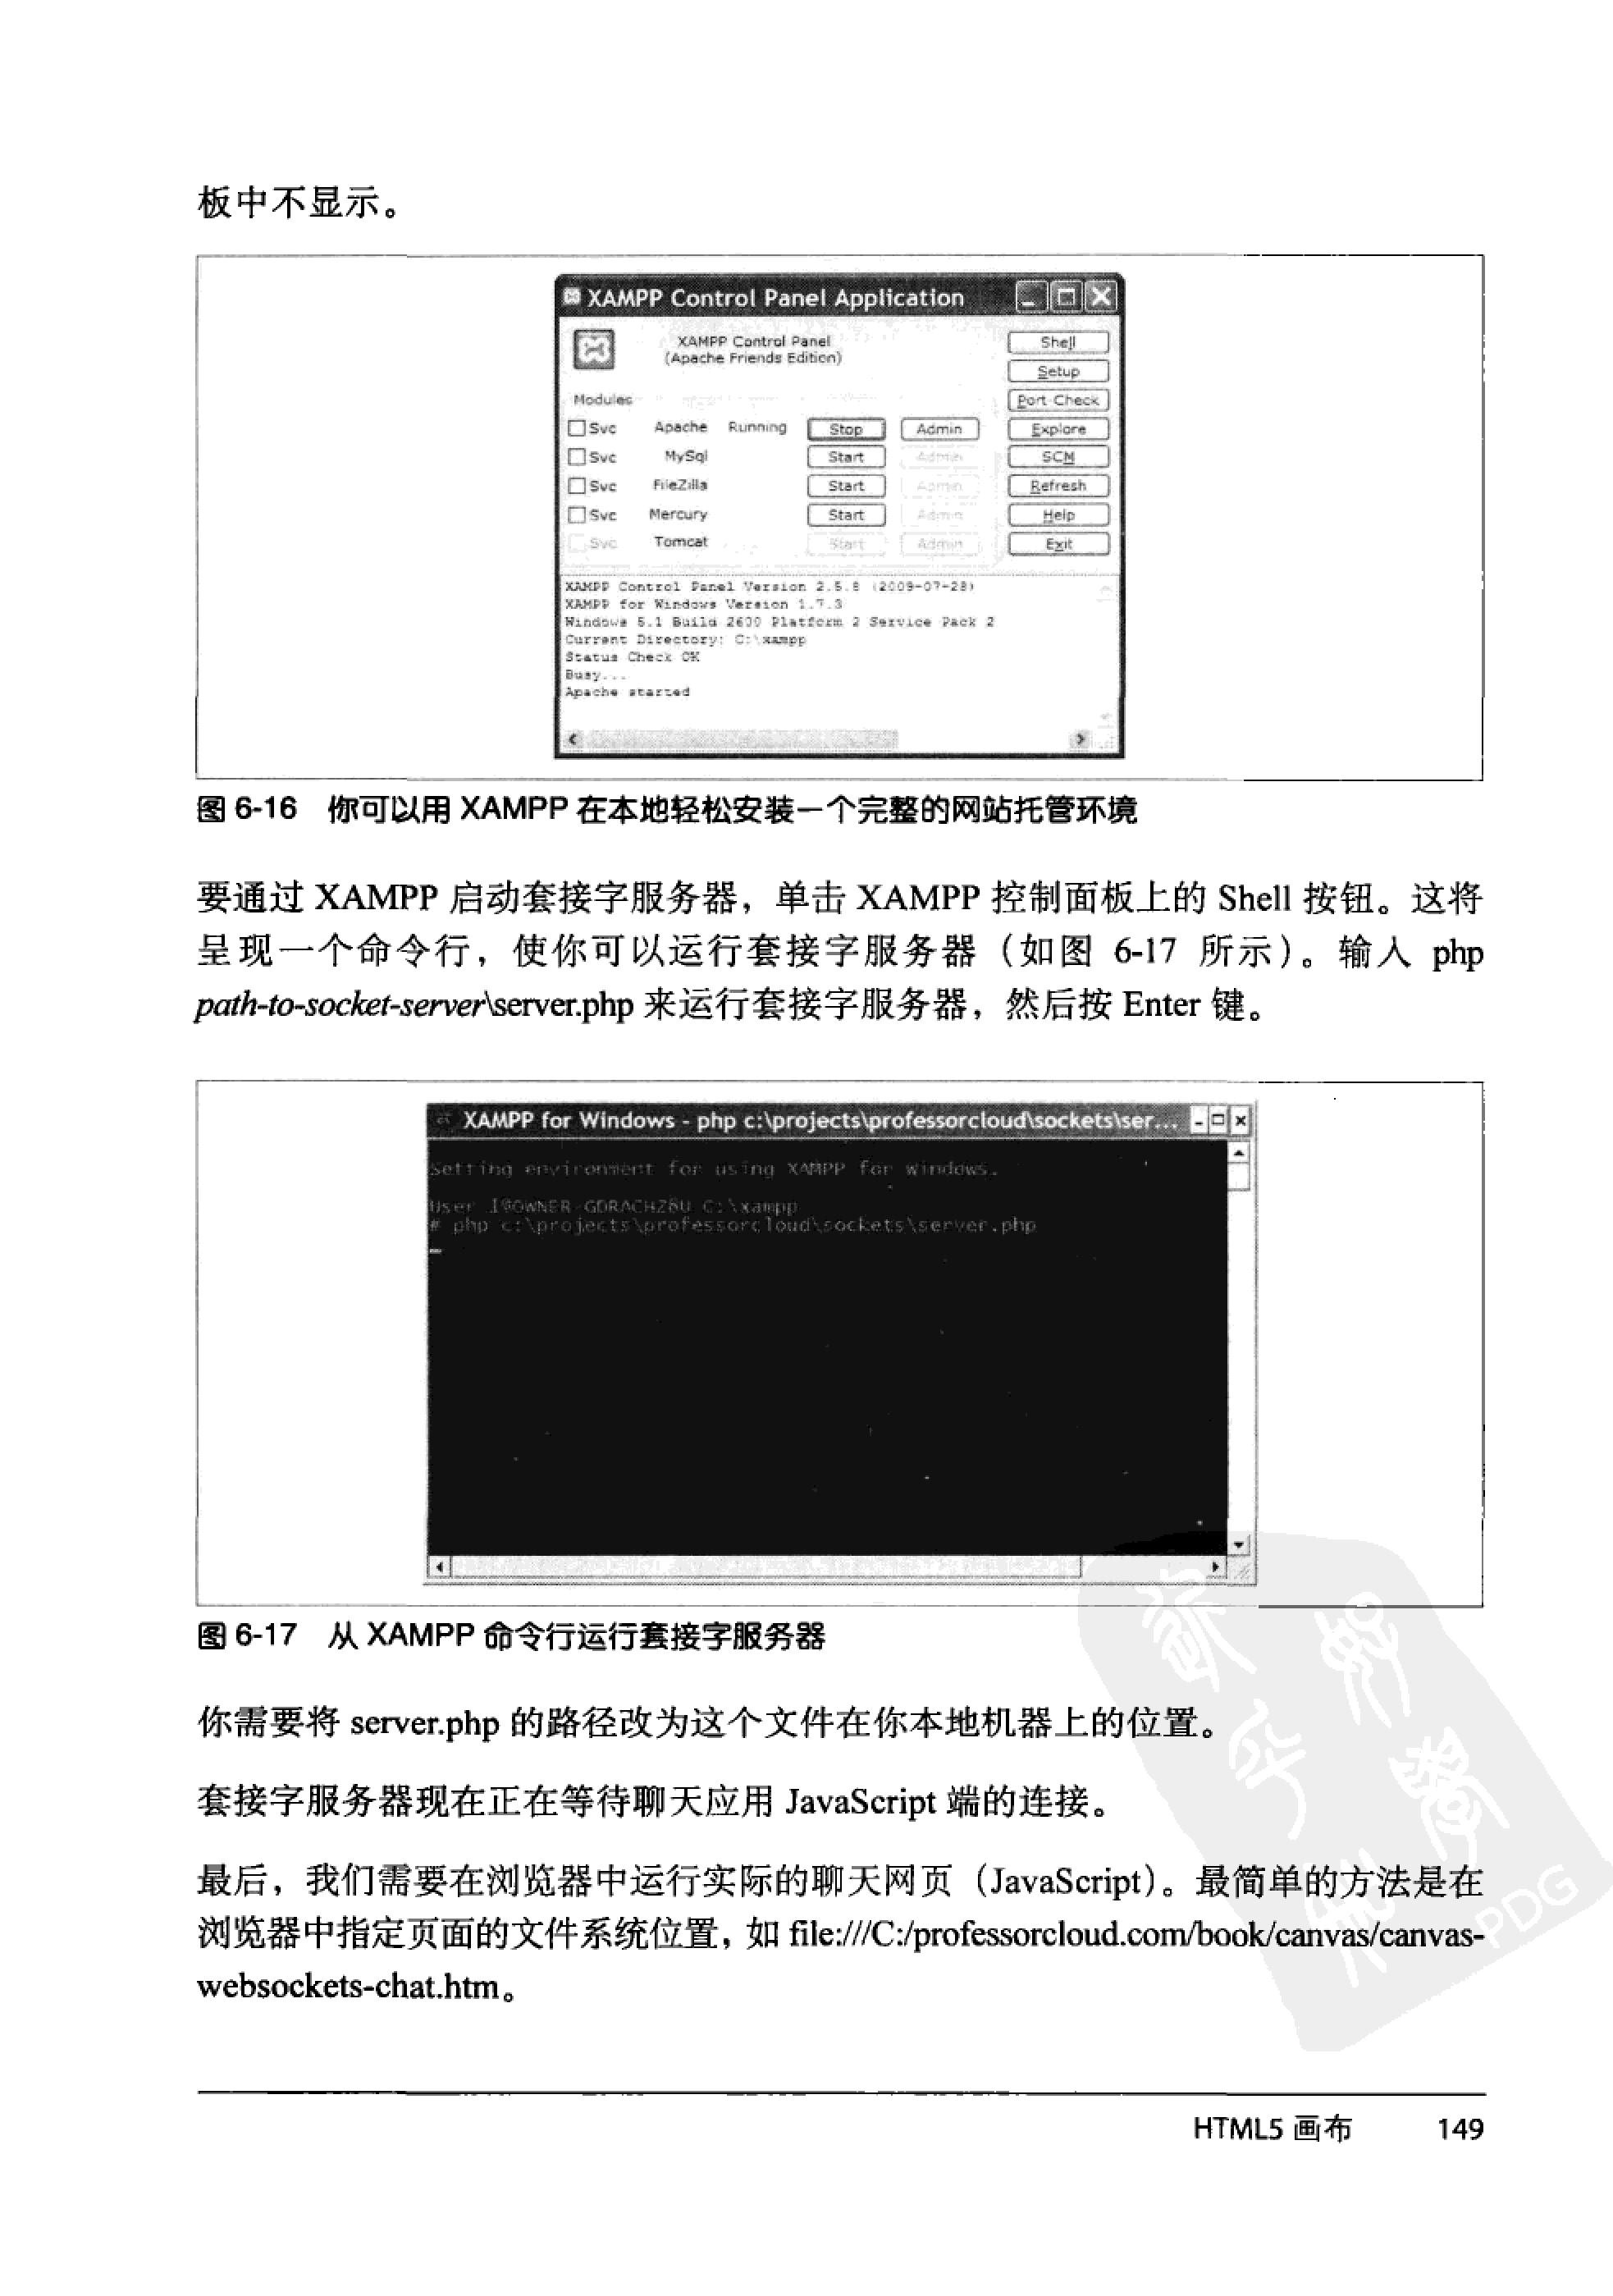 板中不显示。
XAMPP Control Panel Application
XAMPP Control Panel
(Apache Friends Edition)
Shell
Setup
Modules
Port-Check
Svc Apache Running Stop Admin Explore
Svc MySql Start Admin SCM
Svc FileZilla Start Admin Refresh
Svc Mercury Start Admin Help
Svc Tomcat Start Admin Exit
XAMPP Control Panel Version 2.5.8 (2009-07-28)
XAMPP for Windows Version 1.7.3
Windows 5.1 Build 2600 Platform 2 Service Pack 2
Current Directory: C:\xampp
Status Check OK
Busy...
Apache started
图 6-16 你可以用 XAMPP 在本地轻松安装一个完整的网站托管环境
要通过 XAMPP 启动套接字服务器，单击 XAMPP 控制面板上的 Shell 按钮。这将
呈现一个命令行，使你可以运行套接字服务器（如图 6-17 所示）。输入 php
path-to-socket-server\server.php 来运行套接字服务器，然后按 Enter 键。
XAMPP for Windows - php c:\projects\professorcloud\sockets\ser...
Setting environment for using XAMPP for Windows.
# php c:\projects\professorcloud\sockets\server.php
图 6-17 从 XAMPP 命令行运行套接字服务器
你需要将 server.php 的路径改为这个文件在你本地机器上的位置。
套接字服务器现在正在等待聊天应用 JavaScript 端的连接。
最后，我们需要在浏览器中运行实际的聊天网页（JavaScript）。最简单的方法是在
浏览器中指定页面的文件系统位置，如 file:///C:/professorcloud.com/book/canvas/canvas-
websockets-chat.htm。
PDG
HTML5 画布 149